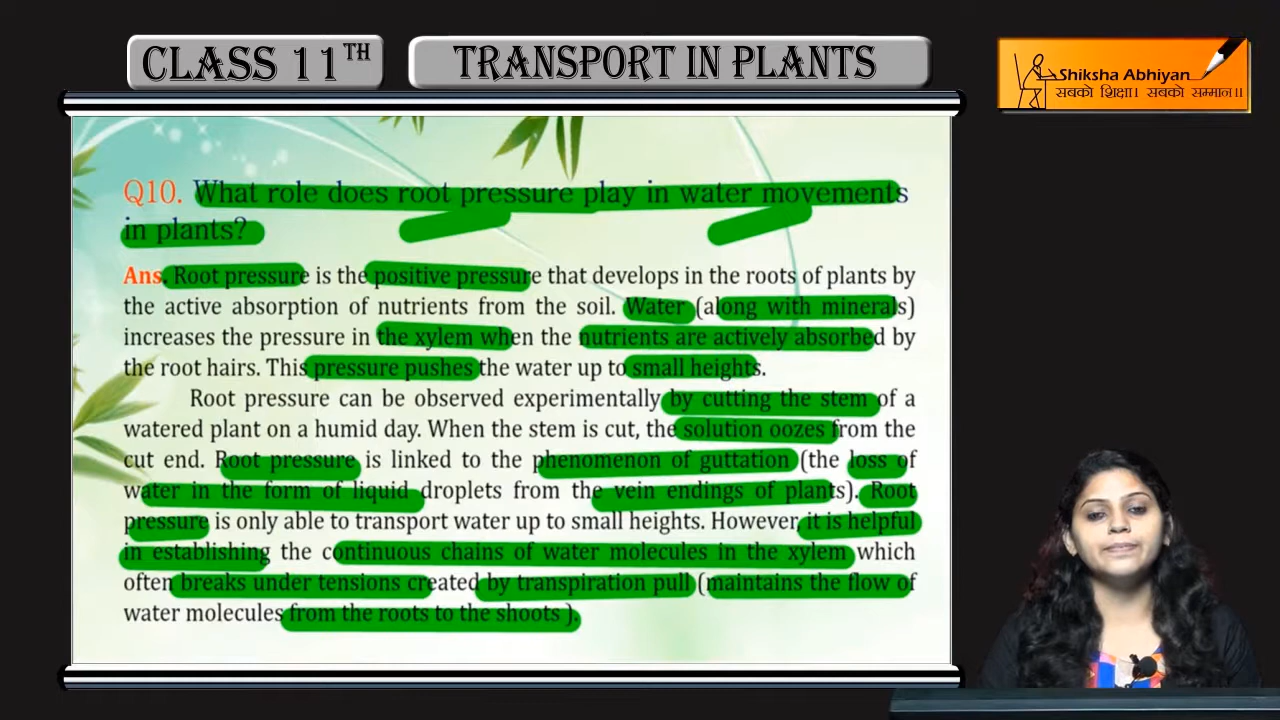 CLASS 11TH
TRANSPORT IN PLANTS
Shiksha Abhiyan
सबको शिक्षा। सबको सम्मान।।
Q10. What role does root pressure play in water movements
in plants?
Ans. Root pressure is the positive pressure that develops in the roots of plants by
the active absorption of nutrients from the soil. Water (along with minerals)
increases the pressure in the xylem when the nutrients are actively absorbed by
the root hairs. This pressure pushes the water up to small heights.
Root pressure can be observed experimentally by cutting the stem of a
watered plant on a humid day. When the stem is cut, the solution oozes from the
cut end. Root pressure is linked to the phenomenon of guttation (the loss of
water in the form of liquid droplets from the vein endings of plants). Root
pressure is only able to transport water up to small heights. However, it is helpful
in establishing the continuous chains of water molecules in the xylem which
often breaks under tensions created by transpiration pull (maintains the flow of
water molecules from the roots to the shoots ).